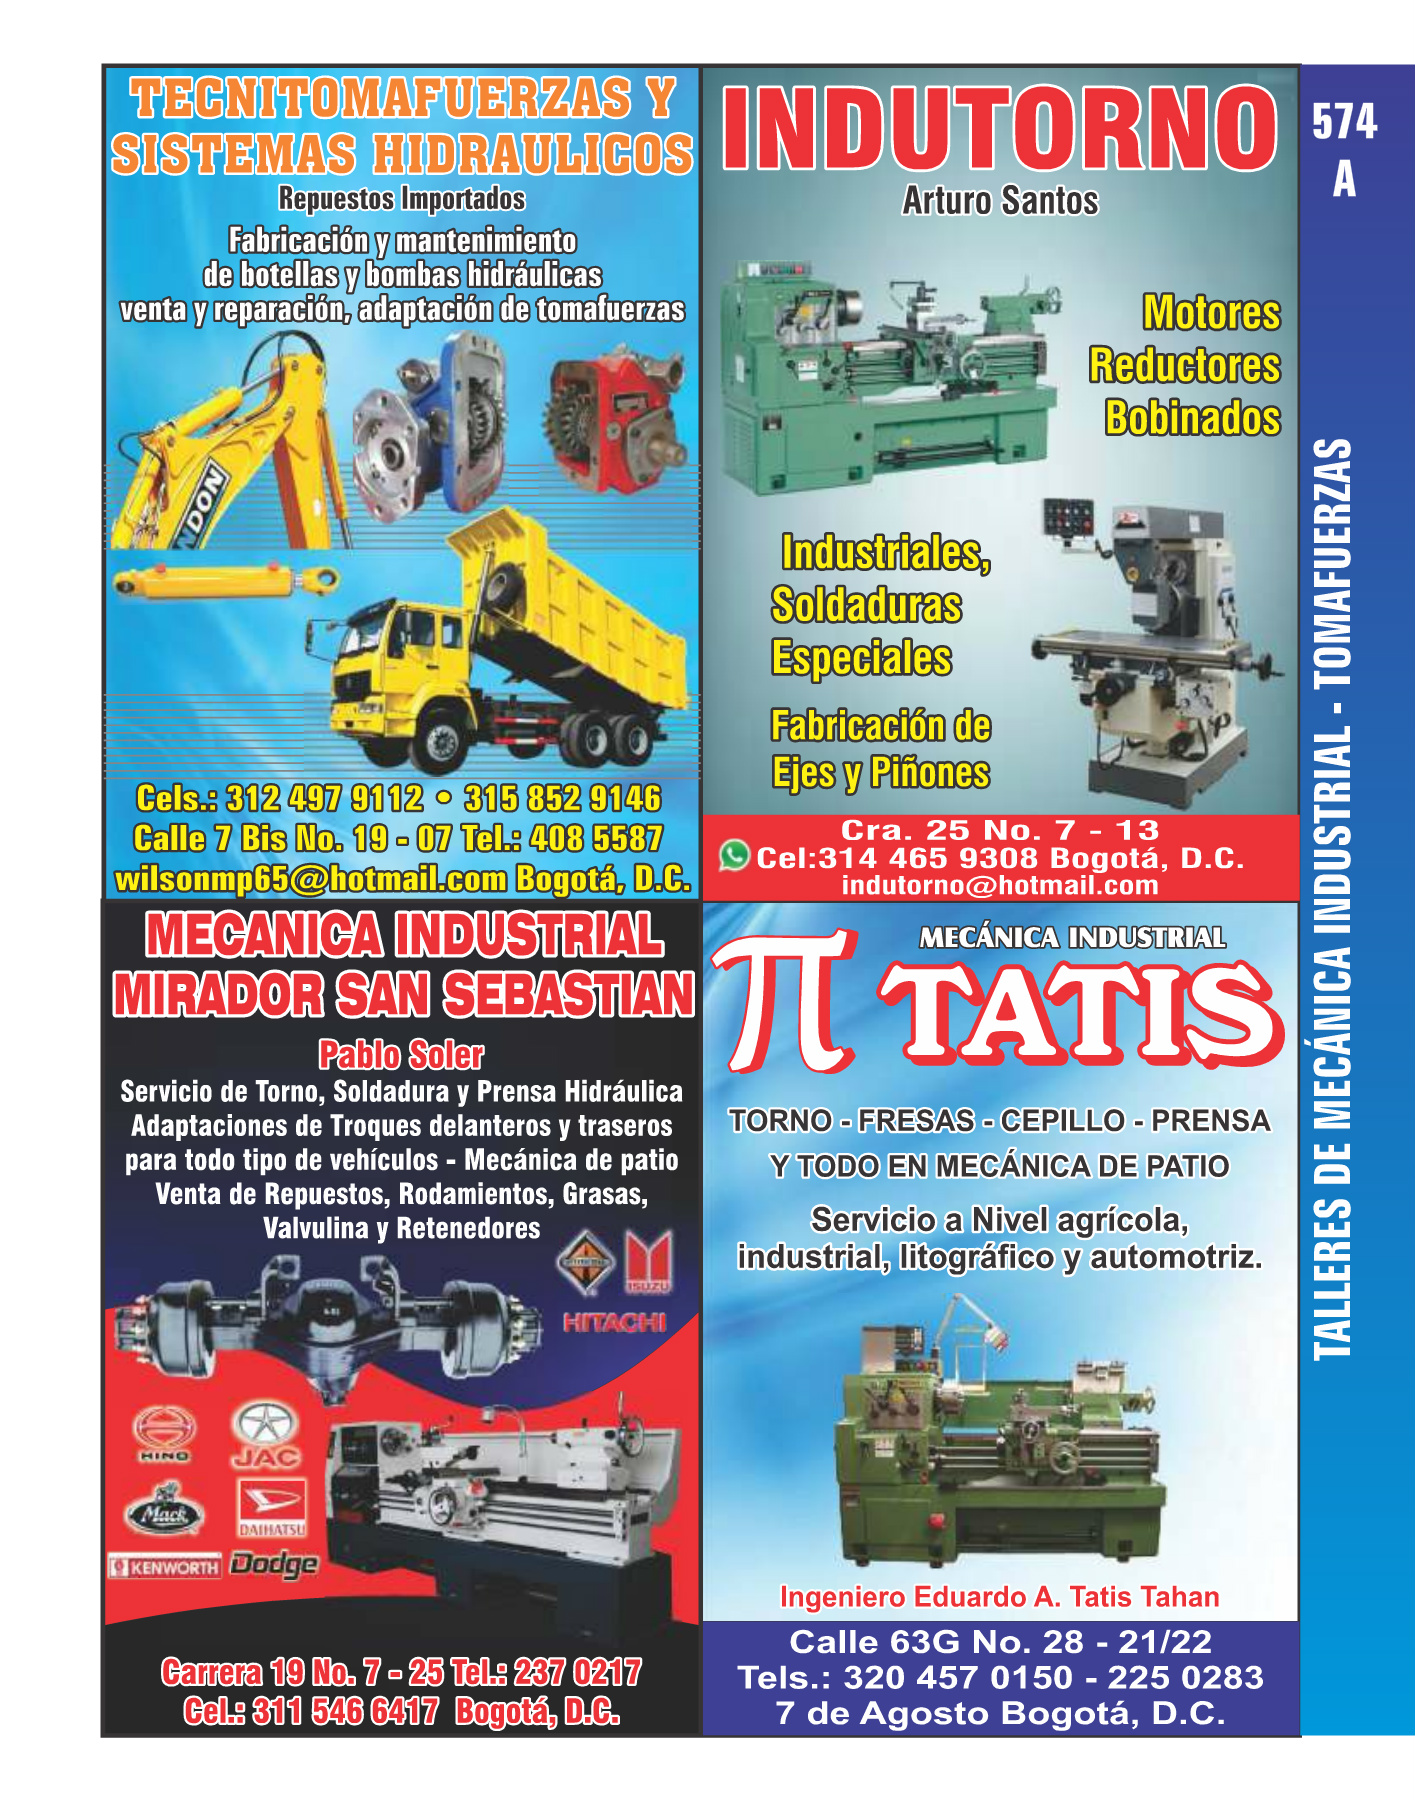 TECNITOMAFUERZAS Y
SISTEMAS HIDRAULICOS
Repuestos Importados
Fabricación y mantenimiento
de botellas y bombas hidráulicas
venta y reparación, adaptación de tomafuerzas
NDON
Cels.: 312 497 9112 • 315 852 9146
Calle 7 Bis No. 19 - 07 Tel.: 408 5587
wilsonmp65@hotmail.com Bogotá, D.C.
INDUTORNO
Arturo Santos
Motores
Reductores
Bobinados
Industriales,
Soldaduras
Especiales
Fabricación de
Ejes y Piñones
Cra. 25 No. 7 - 13
Cel:314 465 9308 Bogotá, D.C.
indutorno@hotmail.com
MECANICA INDUSTRIAL
MIRADOR SAN SEBASTIAN
Pablo Soler
Servicio de Torno, Soldadura y Prensa Hidráulica
Adaptaciones de Troques delanteros y traseros
para todo tipo de vehículos - Mecánica de patio
Venta de Repuestos, Rodamientos, Grasas,
Valvulina y Retenedores
ISUZU
HITACHI
HINO
JAC
Mack
DAIHATSU
KENWORTH
Dodge
Carrera 19 No. 7 - 25 Tel.: 237 0217
Cel.: 311 546 6417 Bogotá, D.C.
MECÁNICA INDUSTRIAL
π TATIS
TORNO - FRESAS - CEPILLO - PRENSA
Y TODO EN MECÁNICA DE PATIO
Servicio a Nivel agrícola,
industrial, litográfico y automotriz.
Ingeniero Eduardo A. Tatis Tahan
Calle 63G No. 28 - 21/22
Tels.: 320 457 0150 - 225 0283
7 de Agosto Bogotá, D.C.
574
A
TALLERES DE MECÁNICA INDUSTRIAL - TOMAFUERZAS